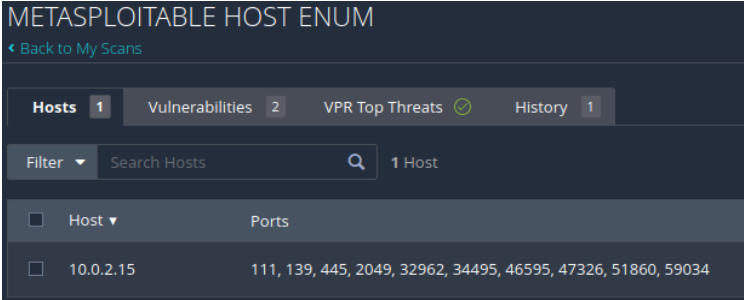 METASPLOITABLE HOST ENUM
Back to My Scans
Hosts 1 Vulnerabilities 2 VPR Top Threats History 1
Filter Search Hosts 1 Host
Host Ports
10.0.2.15 111, 139, 445, 2049, 32962, 34495, 46595, 47326, 51860, 59034